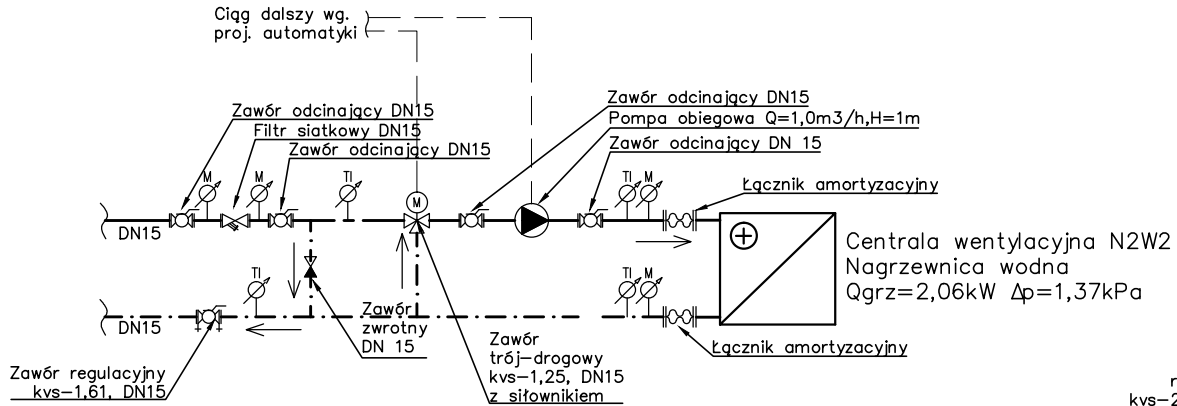 Ciąg dalszy wg.
proj. automatyki
Zawór odcinający DN15
Filtr siatkowy DN15
Zawór odcinający DN15
Zawór odcinający DN15
Pompa obiegowa Q=1,0m3/h,H=1m
Zawór odcinający DN 15
M
M
TI
M
TI
M
Łącznik amortyzacyjny
DN15
Centrala wentylacyjna N2W2
Nagrzewnica wodna
Qgrz=2,06kW Δp=1,37kPa
TI
TI
M
DN15
Zawór
zwrotny
DN 15
Zawór
trój-drogowy
kvs-1,25, DN15
z siłownikiem
Łącznik amortyzacyjny
Zawór regulacyjny
kvs-1,61, DN15
r
kvs-2